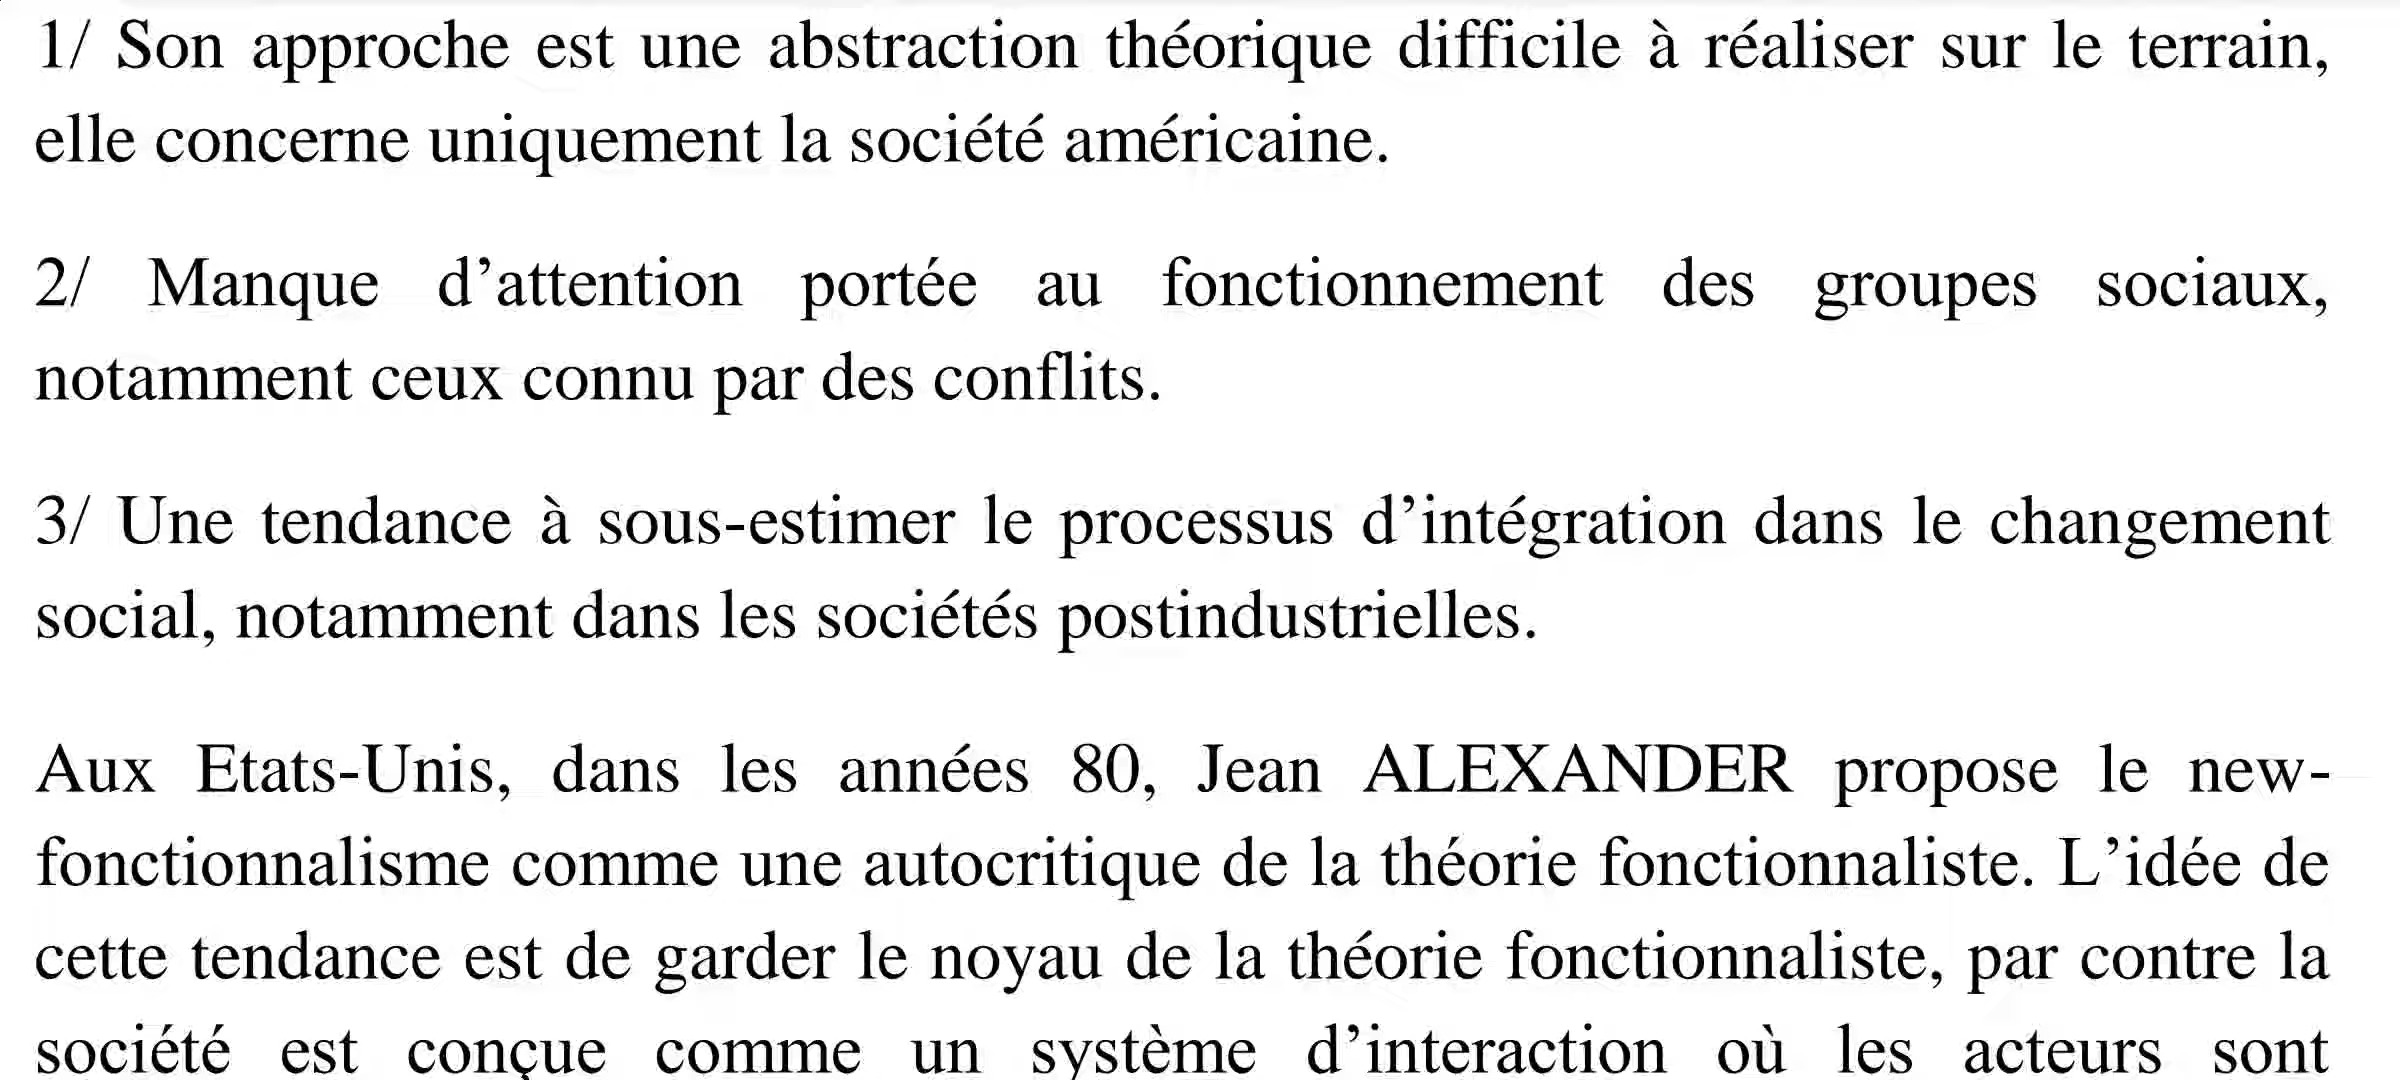 1/ Son approche est une abstraction théorique difficile à réaliser sur le terrain,
elle concerne uniquement la société américaine.
2/ Manque d’attention portée au fonctionnement des groupes sociaux,
notamment ceux connu par des conflits.
3/ Une tendance à sous-estimer le processus d’intégration dans le changement
social, notamment dans les sociétés postindustrielles.
Aux Etats-Unis, dans les années 80, Jean ALEXANDER propose le new-
fonctionnalisme comme une autocritique de la théorie fonctionnaliste. L’idée de
cette tendance est de garder le noyau de la théorie fonctionnaliste, par contre la
société est conçue comme un système d’interaction où les acteurs sont